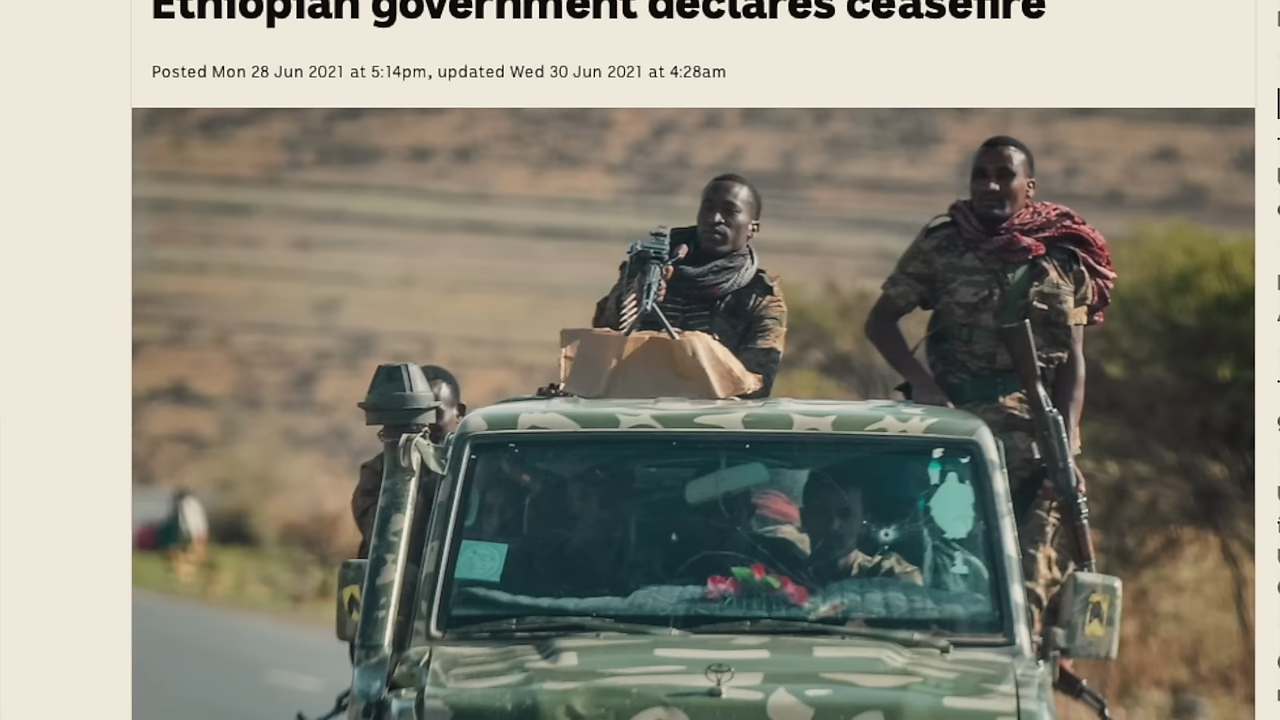 Ethiopian government declares ceasefire
Posted Mon 28 Jun 2021 at 5:14pm, updated Wed 30 Jun 2021 at 4:28am